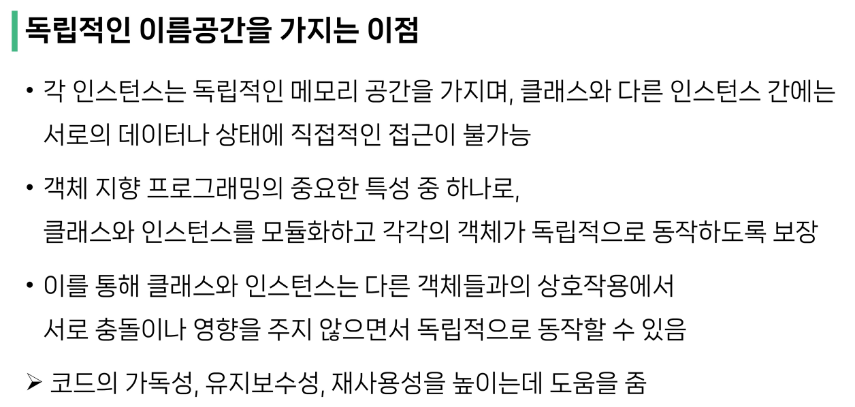 독립적인 이름공간을 가지는 이점
• 각 인스턴스는 독립적인 메모리 공간을 가지며, 클래스와 다른 인스턴스 간에는
서로의 데이터나 상태에 직접적인 접근이 불가능
• 객체 지향 프로그래밍의 중요한 특성 중 하나로,
클래스와 인스턴스를 모듈화하고 각각의 객체가 독립적으로 동작하도록 보장
• 이를 통해 클래스와 인스턴스는 다른 객체들과의 상호작용에서
서로 충돌이나 영향을 주지 않으면서 독립적으로 동작할 수 있음
➢ 코드의 가독성, 유지보수성, 재사용성을 높이는데 도움을 줌